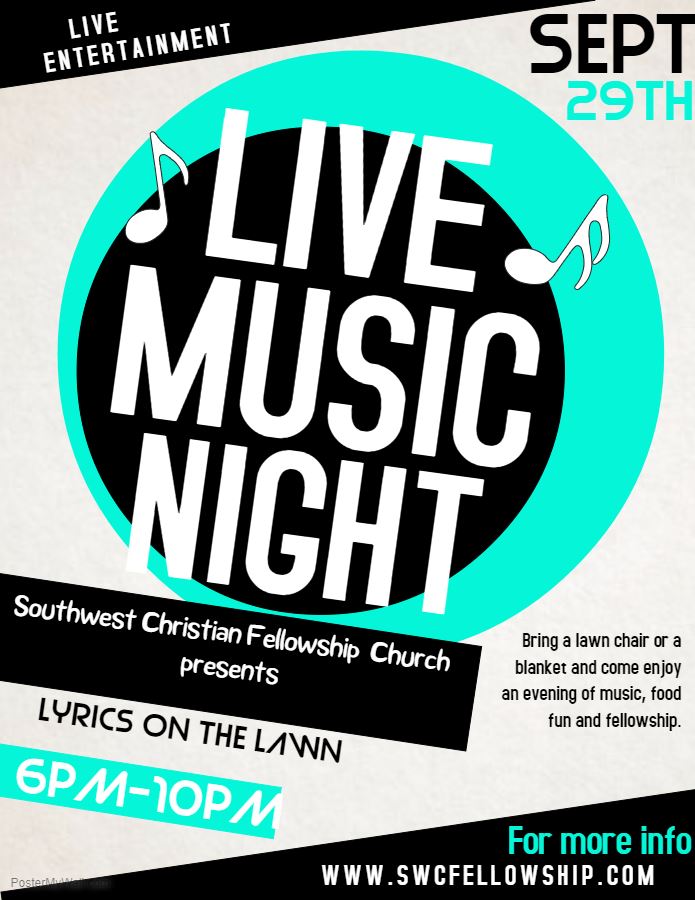 LIVE
ENTERTAINMENT
SEPT
29TH
LIVE
MUSIC
NIGHT
Southwest Christian Fellowship Church
presents
LYRICS ON THE LAWN
6PM-10PM
Bring a lawn chair or a
blanket and come enjoy
an evening of music, food
fun and fellowship.
For more info
WWW.SWCFELLOWSHIP.COM
PosterMyWall.com